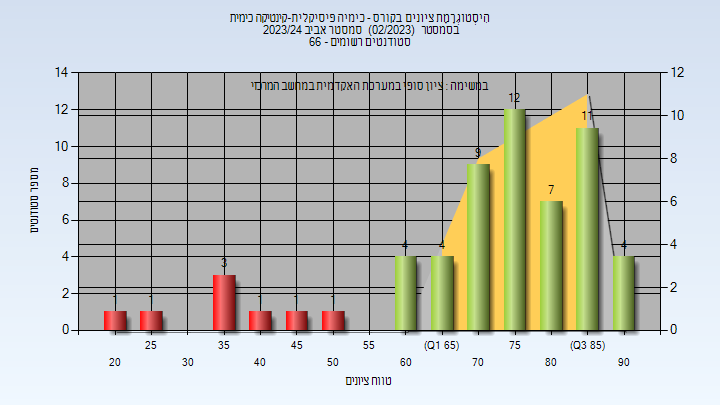 היסטוגרמת ציונים בקורס - כימיה פיסיקלית-קינטיקה כימית
בסמסטר (02/2023) סמסטר אביב 2023/24
סטודנטים רשומים - 66
במשימה : ציון סופי במערכת האקדמית במחשב המרכזי
14 12 10 8 6 4 2 0
מספר סטודנטים
12 10 8 6 4 2 0
1 1 3 1 1 1 4 4 9 12 7 11 4
25 35 45 55 (Q1 65) 75 (Q3 85)
20 30 40 50 60 70 80 90
טווח ציונים